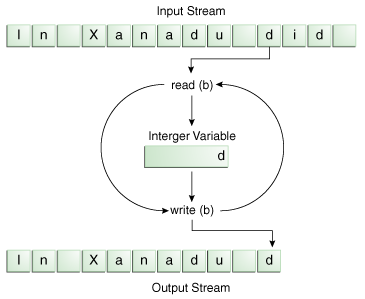 Input Stream
I n X a n a d u d i d
read (b)
Interger Variable
d
write (b)
I n X a n a d u d
Output Stream